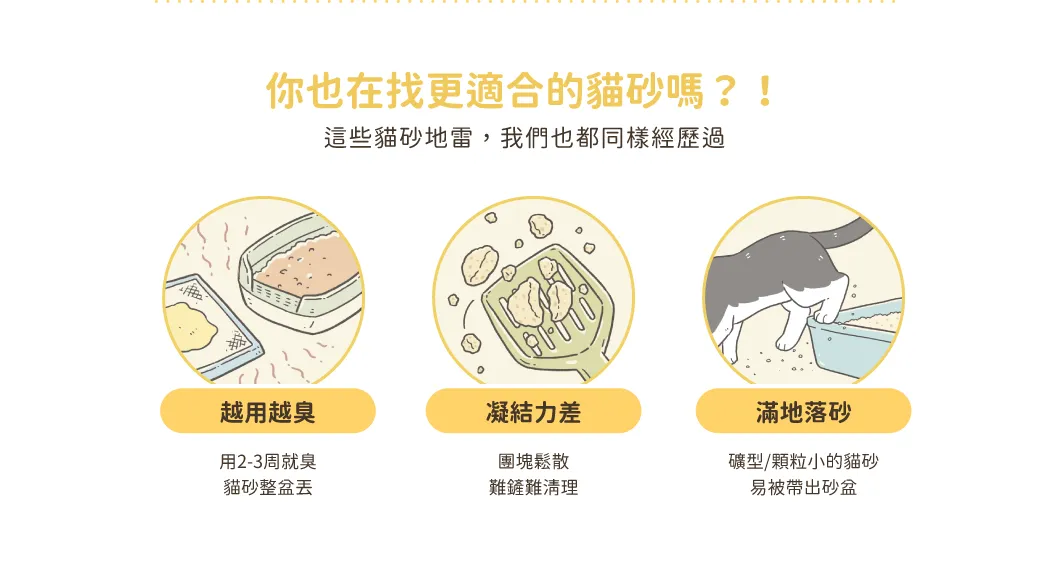 你也在找更適合的貓砂嗎？！
這些貓砂地雷，我們也都同樣經歷過
越用越臭
用2-3周就臭
貓砂整盆丟
凝結力差
團塊鬆散
難鏟難清理
滿地落砂
礦型/顆粒小的貓砂
易被帶出砂盆